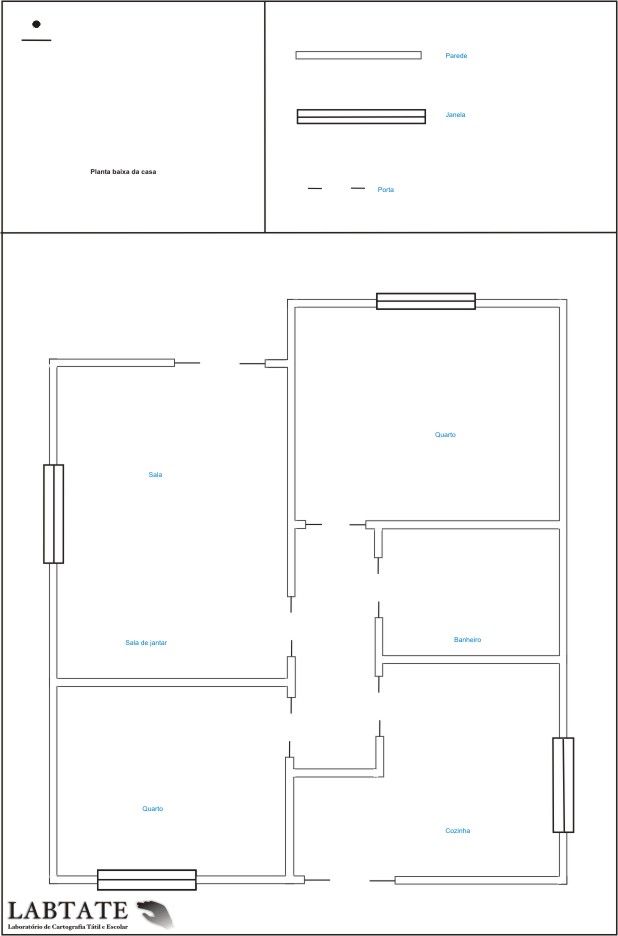 Planta baixa da casa
Parede
Janela
Porta
Quarto
Sala
Sala de jantar
Banheiro
Quarto
Cozinha
LABTATE
Laboratório de Cartografia Tátil e Escolar